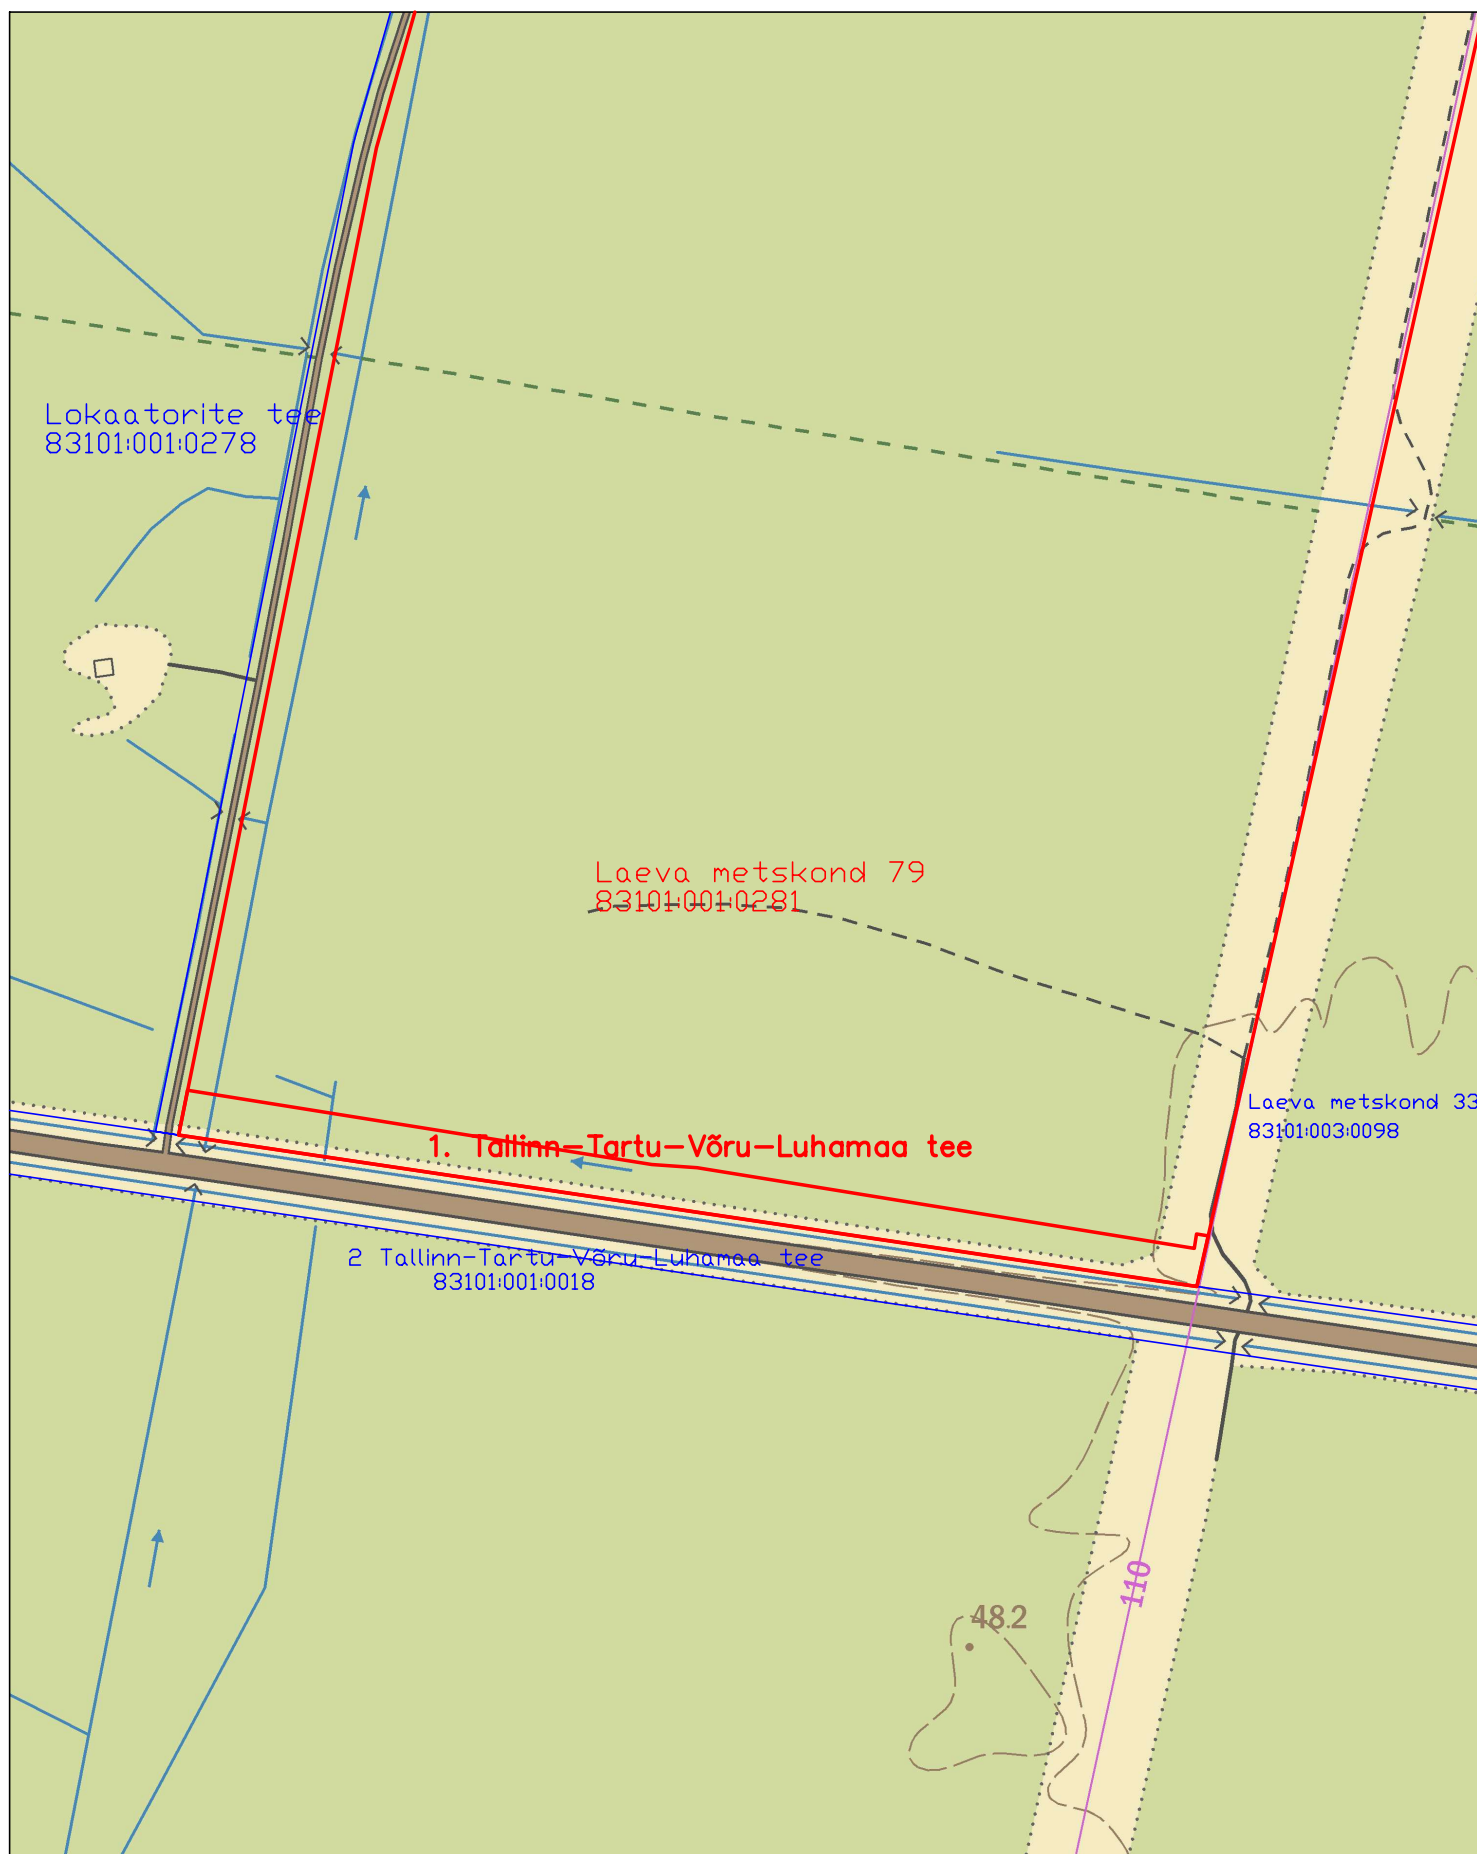 Lokaatorite tee
83101:001:0278
Laeva metskond 79
83101:001:0281
Laeva metskond 33
83101:003:0098
1. Tallinn-Tartu-Võru-Luhamaa tee
2 Tallinn-Tartu-Võru-Luhamaa tee
83101:001:0018
110
48.2